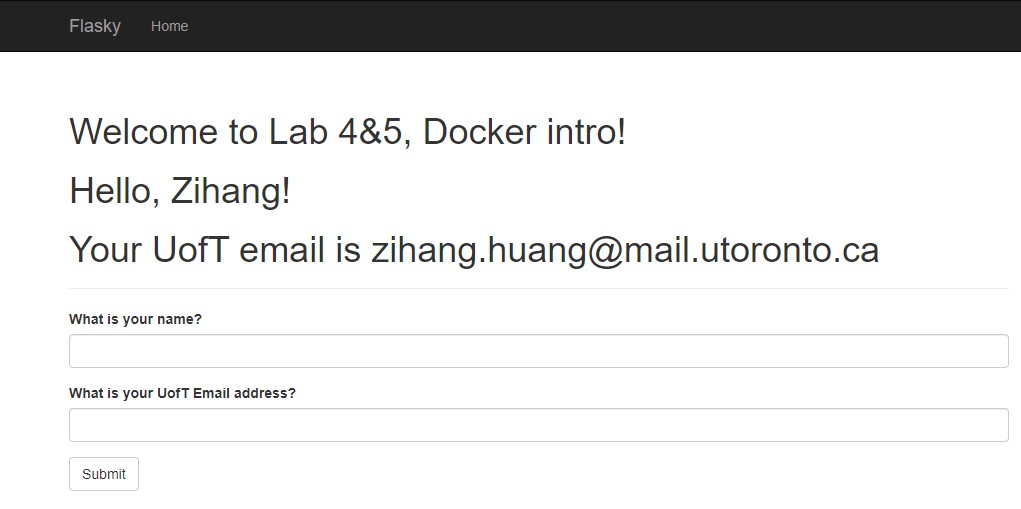 Flasky Home
Welcome to Lab 4&5, Docker intro!
Hello, Zihang!
Your UofT email is zihang.huang@mail.utoronto.ca
What is your name?
What is your UofT Email address?
Submit